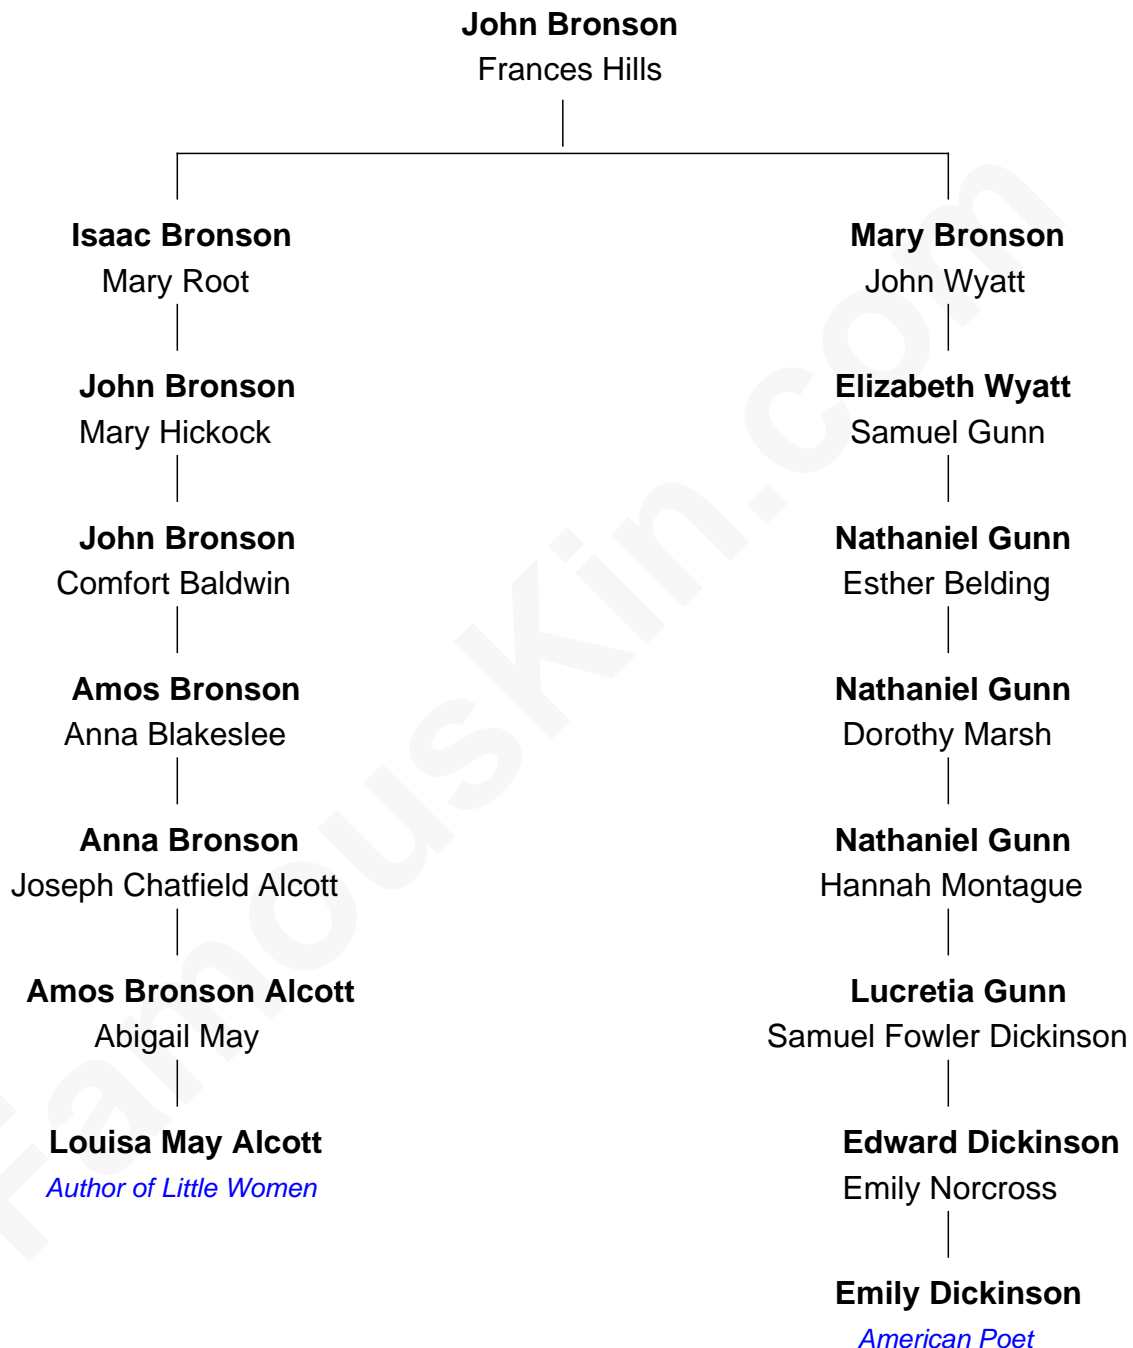 John Bronson
Frances Hills
Isaac Bronson
Mary Root
Mary Bronson
John Wyatt
John Bronson
Mary Hickock
Elizabeth Wyatt
Samuel Gunn
John Bronson
Comfort Baldwin
Nathaniel Gunn
Esther Belding
Amos Bronson
Anna Blakeslee
Nathaniel Gunn
Dorothy Marsh
Anna Bronson
Joseph Chatfield Alcott
Nathaniel Gunn
Hannah Montague
Amos Bronson Alcott
Abigail May
Lucretia Gunn
Samuel Fowler Dickinson
Louisa May Alcott
Author of Little Women
Edward Dickinson
Emily Norcross
Emily Dickinson
American Poet
FamousKin.com